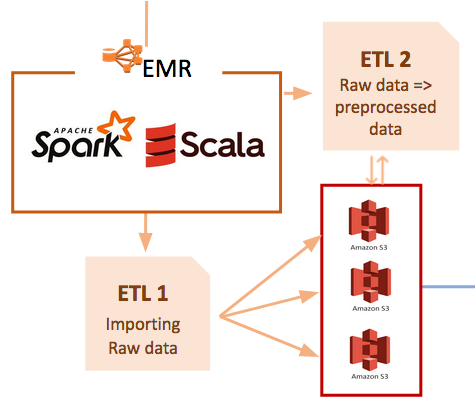 EMR
APACHE
Spark
Scala
ETL 2
Raw data =>
preprocessed
data
ETL 1
Importing
Raw data
Amazon S3
Amazon S3
Amazon S3